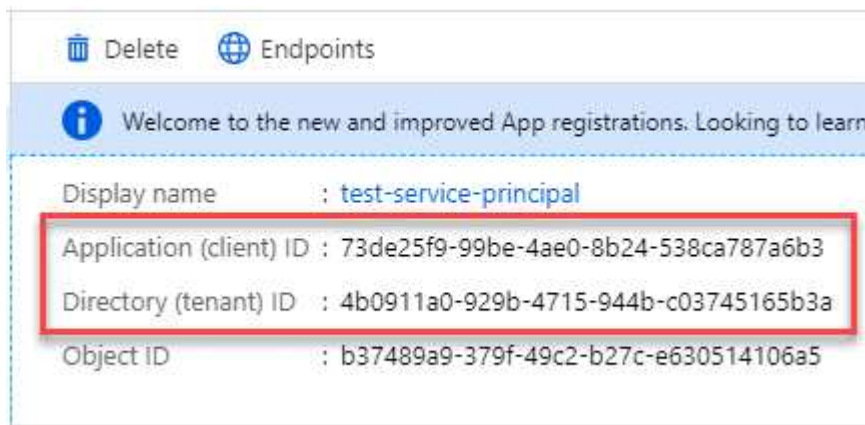 Delete Endpoints
Welcome to the new and improved App registrations. Looking to learn
Display name : test-service-principal
Application (client) ID : 73de25f9-99be-4ae0-8b24-538ca787a6b3
Directory (tenant) ID : 4b0911a0-929b-4715-944b-c03745165b3a
Object ID : b37489a9-379f-49c2-b27c-e630514106a5